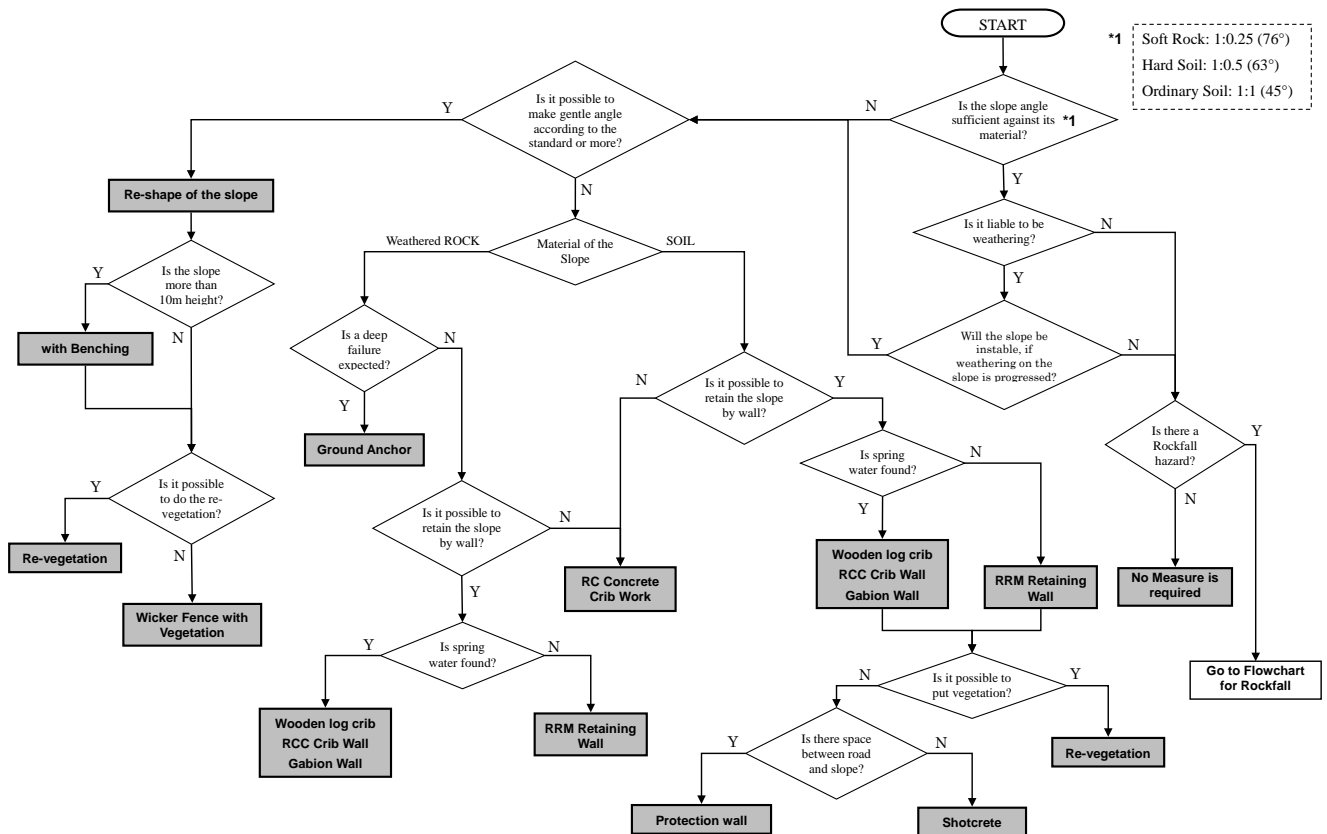 START
*1
Soft Rock: 1:0.25 (76°)
Hard Soil: 1:0.5 (63°)
Ordinary Soil: 1:1 (45°)
Is the slope angle
sufficient against its *1
material?
N
Y
Is it possible to
make gentle angle
according to the
standard or more?
Y
N
Re-shape of the slope
Is it liable to be
weathering?
N
Y
Material of the
Slope
Weathered ROCK
SOIL
Is the slope
more than
10m height?
Y
N
with Benching
Will the slope be
instable, if
weathering on the
slope is progressed?
Y
N
Is a deep
failure
expected?
N
Y
Ground Anchor
Is it possible to
retain the slope
by wall?
N
Y
Is there a
Rockfall
hazard?
Y
N
Is spring
water found?
N
Y
Is it possible
to do the re-
vegetation?
Y
N
Re-vegetation
Wicker Fence with
Vegetation
Is it possible to
retain the slope
by wall?
N
Y
RC Concrete
Crib Work
Wooden log crib
RCC Crib Wall
Gabion Wall
RRM Retaining
Wall
No Measure is
required
Is spring
water found?
Y
N
Wooden log crib
RCC Crib Wall
Gabion Wall
RRM Retaining
Wall
Is it possible to
put vegetation?
N
Y
Go to Flowchart
for Rockfall
Re-vegetation
Is there space
between road
and slope?
Y
N
Protection wall
Shotcrete